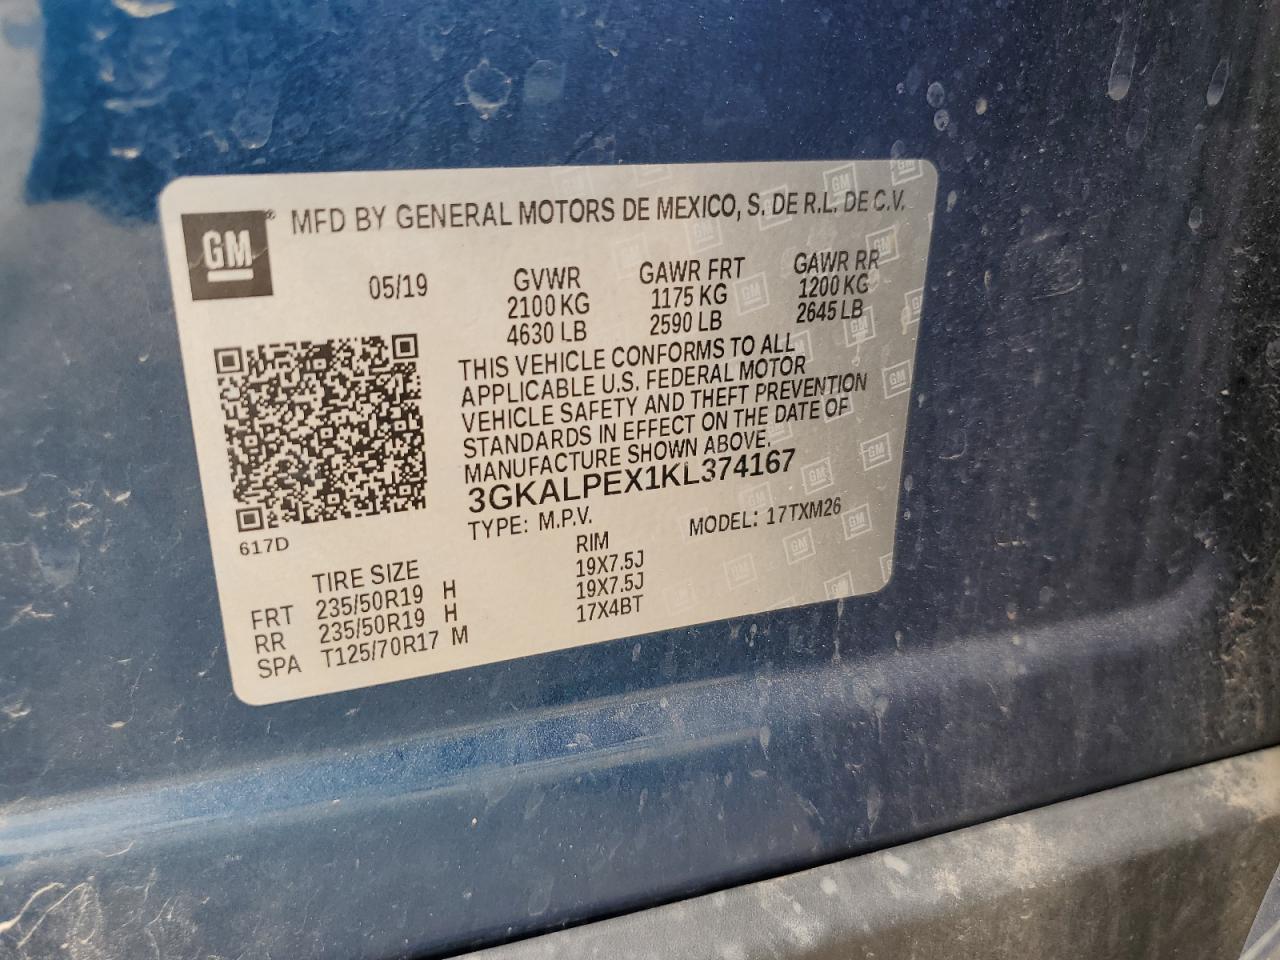 GM® MFD BY GENERAL MOTORS DE MEXICO, S. DE R.L. DE C.V.
05/19 GVWR GAWR FRT GAWR RR
2100 KG 1175 KG 1200 KG
4630 LB 2590 LB 2645 LB
THIS VEHICLE CONFORMS TO ALL
APPLICABLE U.S. FEDERAL MOTOR
VEHICLE SAFETY AND THEFT PREVENTION
STANDARDS IN EFFECT ON THE DATE OF
MANUFACTURE SHOWN ABOVE.
3GKALPEX1KL374167
TYPE: M.P.V. MODEL: 17TXM26
617D
TIRE SIZE RIM
FRT 235/50R19 H 19X7.5J
RR 235/50R19 H 19X7.5J
SPA T125/70R17 M 17X4BT